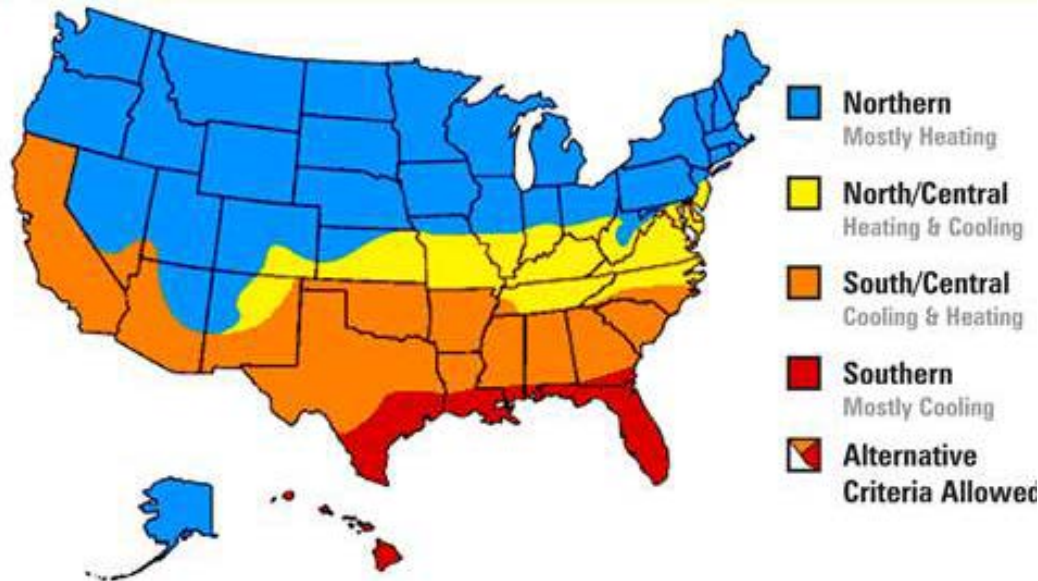 Northern
Mostly Heating
North/Central
Heating & Cooling
South/Central
Cooling & Heating
Southern
Mostly Cooling
Alternative
Criteria Allowed